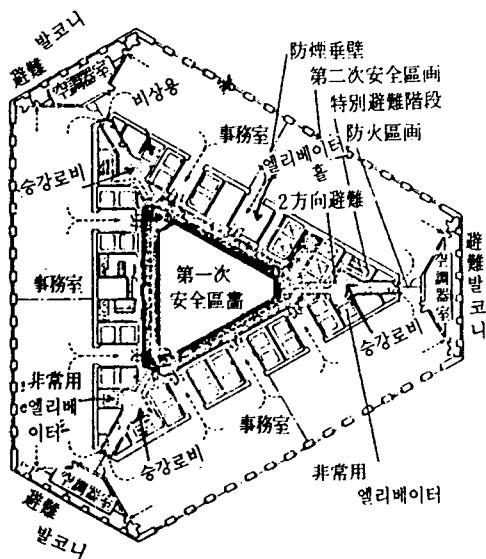 避難
발코니
空調器室
비상용
防煙垂壁
第二次安全區画
特別避難階段
防火區画
事務室
엘리베이터
홀
승강로비
2方向避難
第一次
安全區畵
事務室
避難
발코니
空調器室
승강로비
非常用
엘리베
이터
事務室
승강로비
非常用
엘리베이터
空調器室
避難
발코니